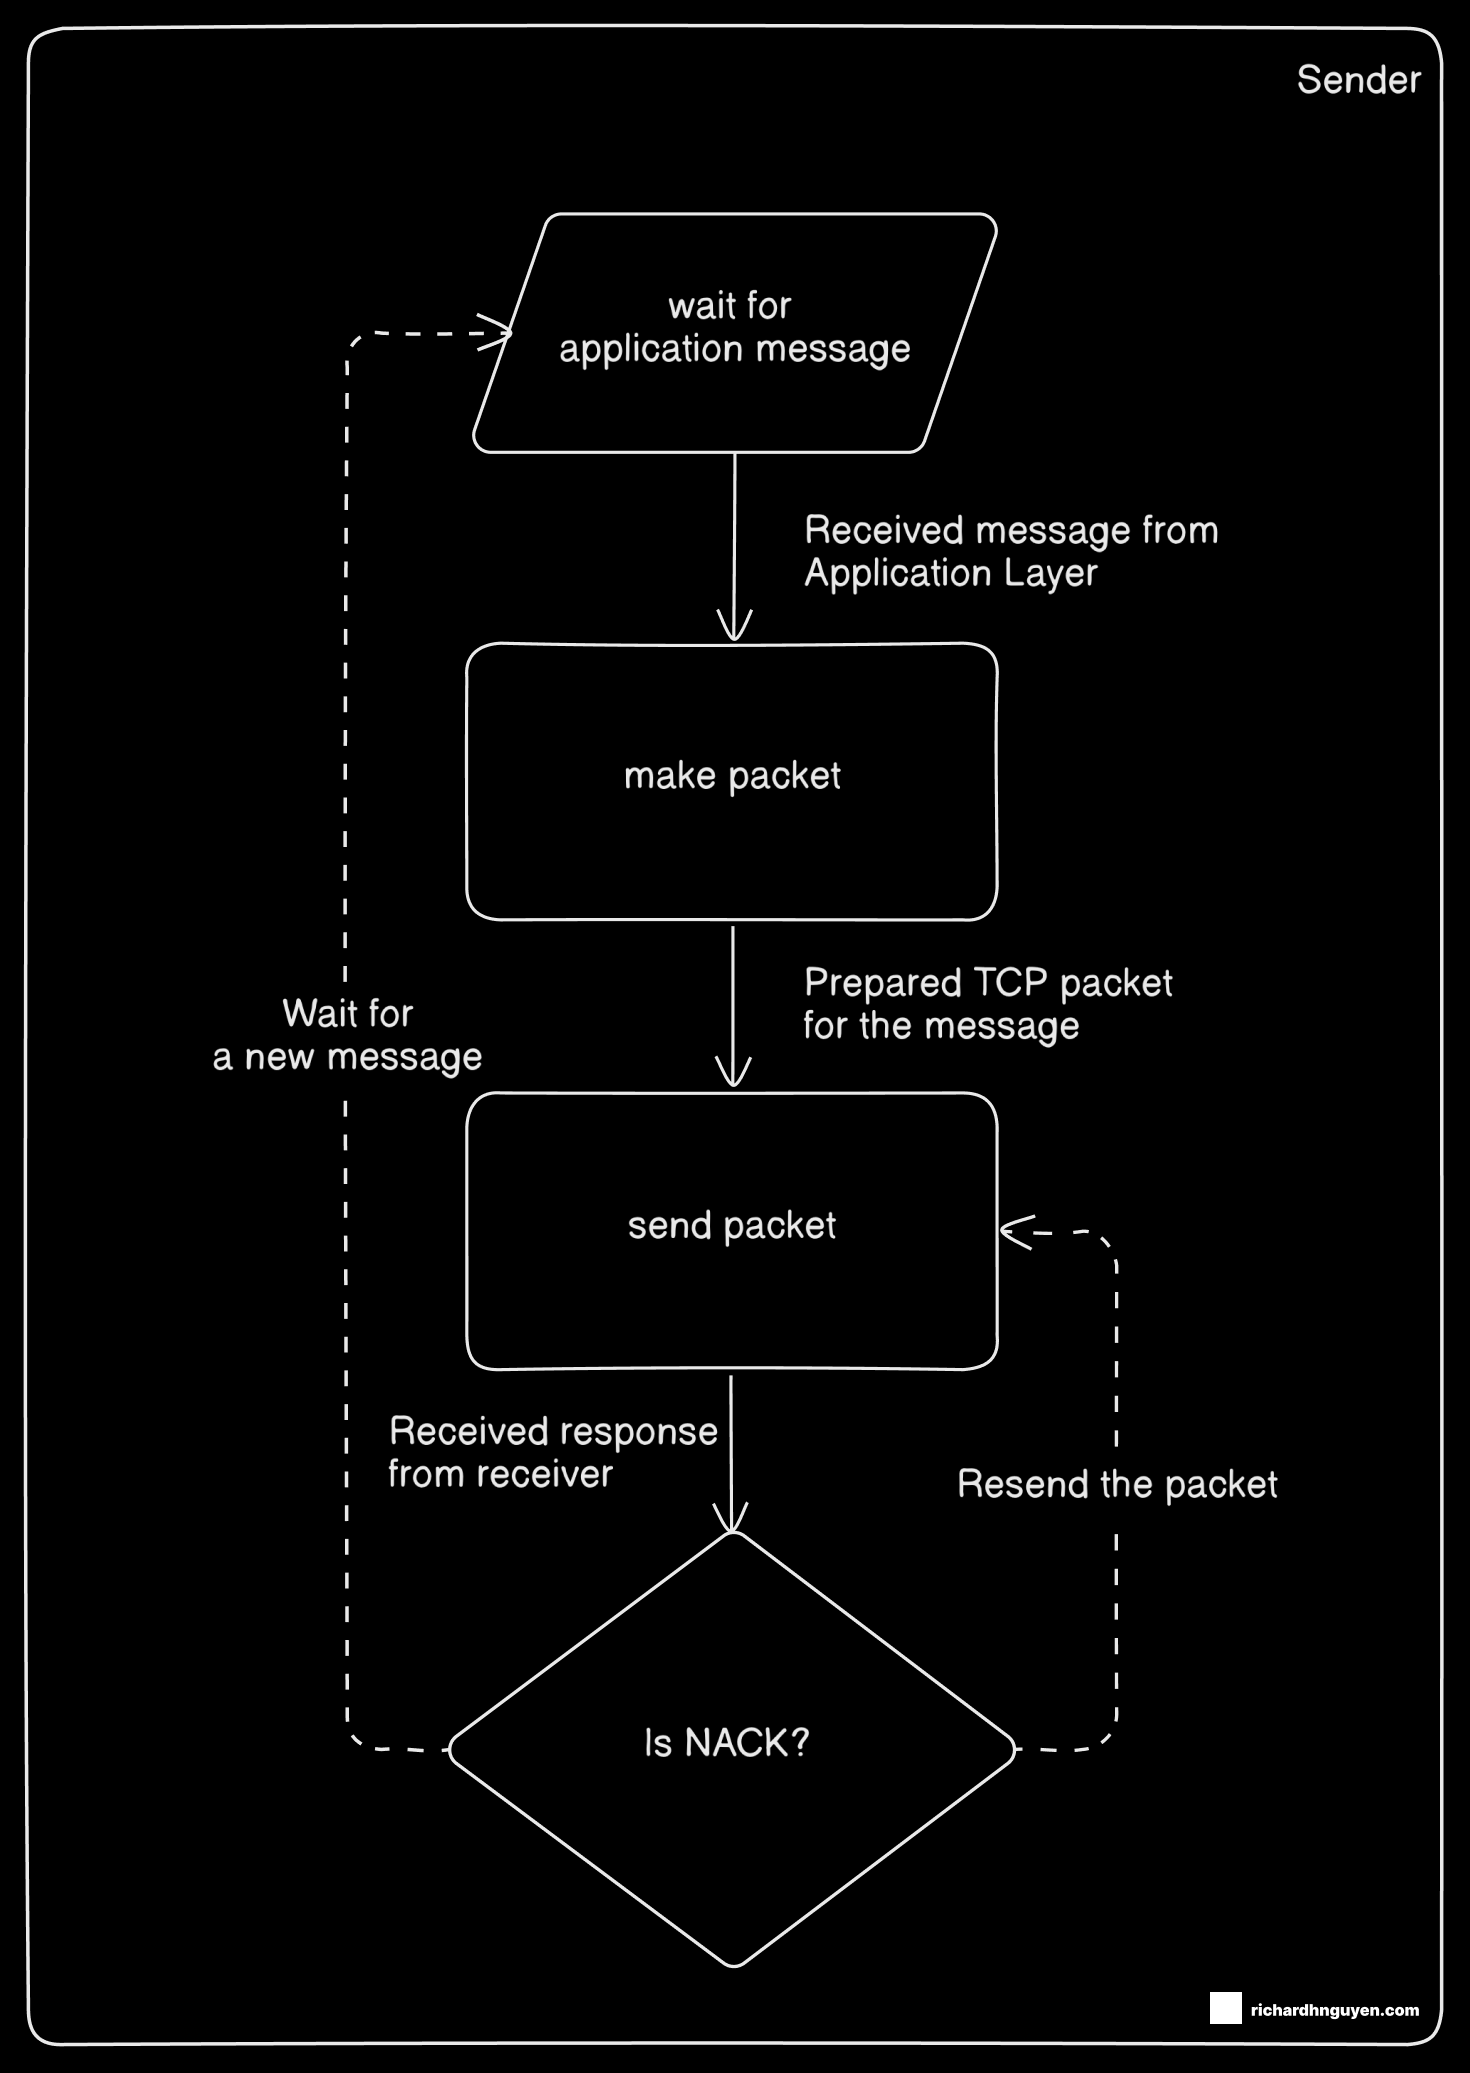 Sender
wait for
application message
Received message from
Application Layer
make packet
Prepared TCP packet
for the message
Wait for
a new message
send packet
Received response
from receiver
Resend the packet
Is NACK?
richardhnguyen.com